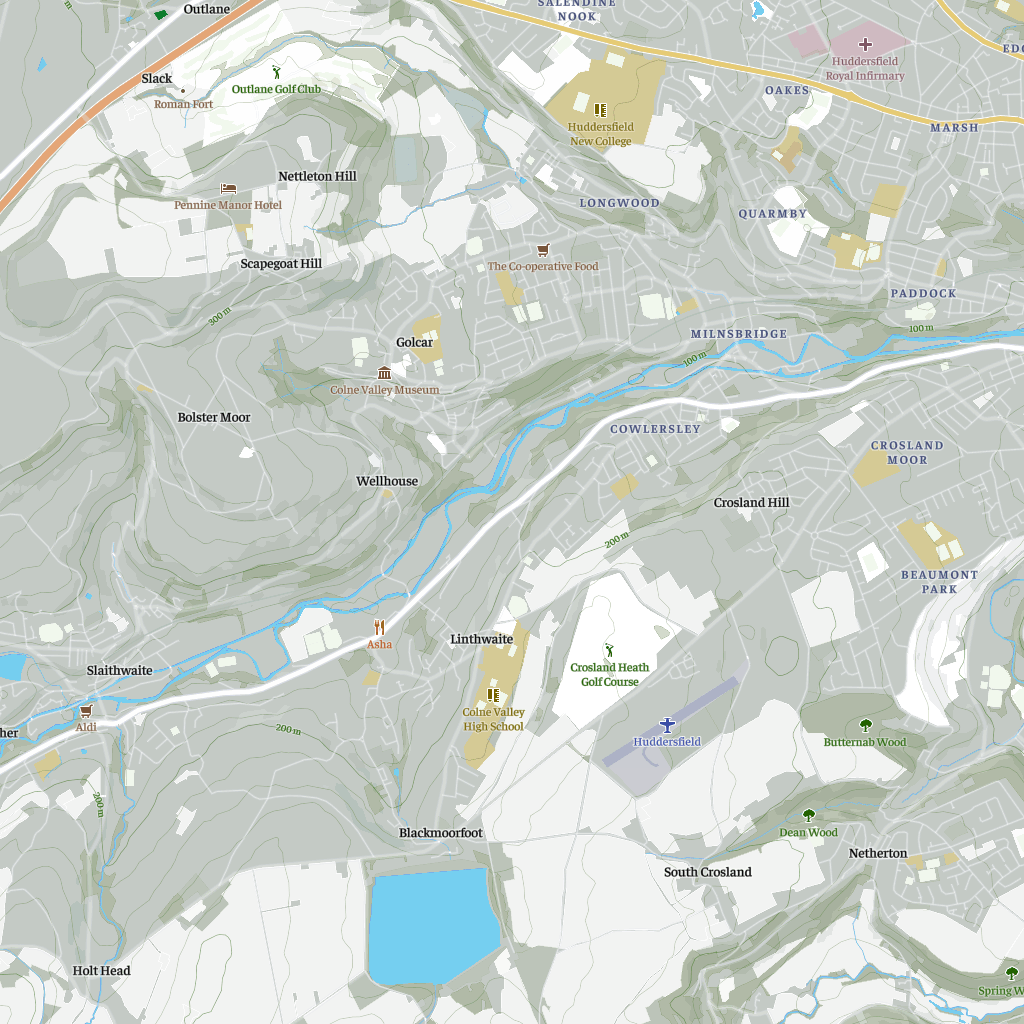 Outlane
SALENDINE
NOOK
EDG
Slack
Outlane Golf Club
Roman Fort
Huddersfield
Royal Infirmary
OAKES
MARSH
Huddersfield
New College
Nettleton Hill
Pennine Manor Hotel
LONGWOOD
QUARMBY
Scapegoat Hill
The Co-operative Food
PADDOCK
300 m
100 m
MILNSBRIDGE
Golcar
100 m
Colne Valley Museum
Bolster Moor
COWLERSLEY
CROSLAND
MOOR
Wellhouse
Crosland Hill
200 m
BEAUMONT
PARK
Linthwaite
Asha
Slaithwaite
Crosland Heath
Golf Course
Colne Valley
High School
Aldi
her
200 m
Huddersfield
Butternab Wood
200 m
Blackmoorfoot
Dean Wood
Netherton
South Crosland
Holt Head
Spring W